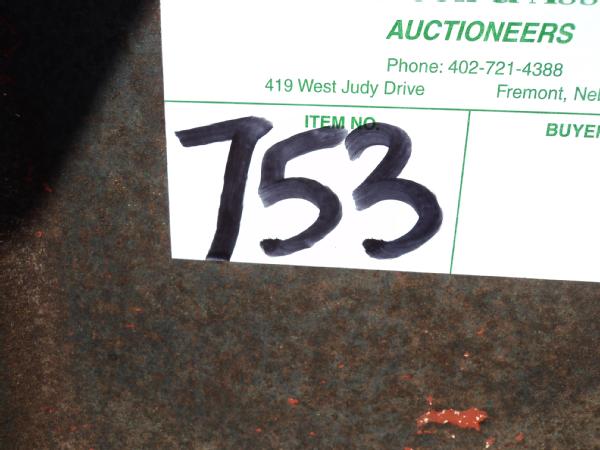 AUCTIONEERS
Phone: 402-721-4388
419 West Judy Drive Fremont,
ITEM NO.
753